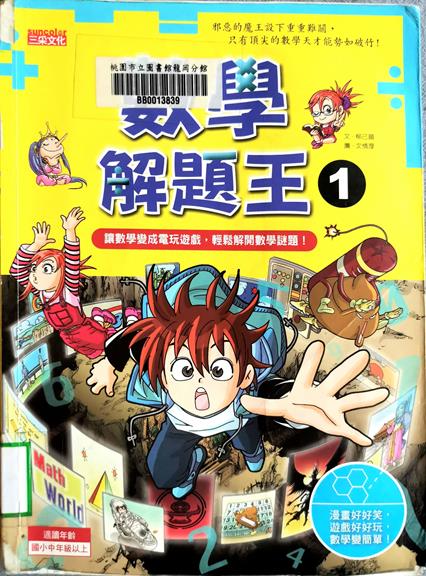 suncolor
三采文化
邪惡的魔王設下重重難關，
只有頂尖的數學天才能勢如破竹！
桃園市立圖書館龍岡分館
BB0013839
數學
解題王
1
讓數學變成電玩遊戲，輕鬆解開數學謎題！
Math
World
6
2
4
適讀年齡
國小中年級以上
漫畫好好笑，
遊戲好好玩，
數學變簡單！